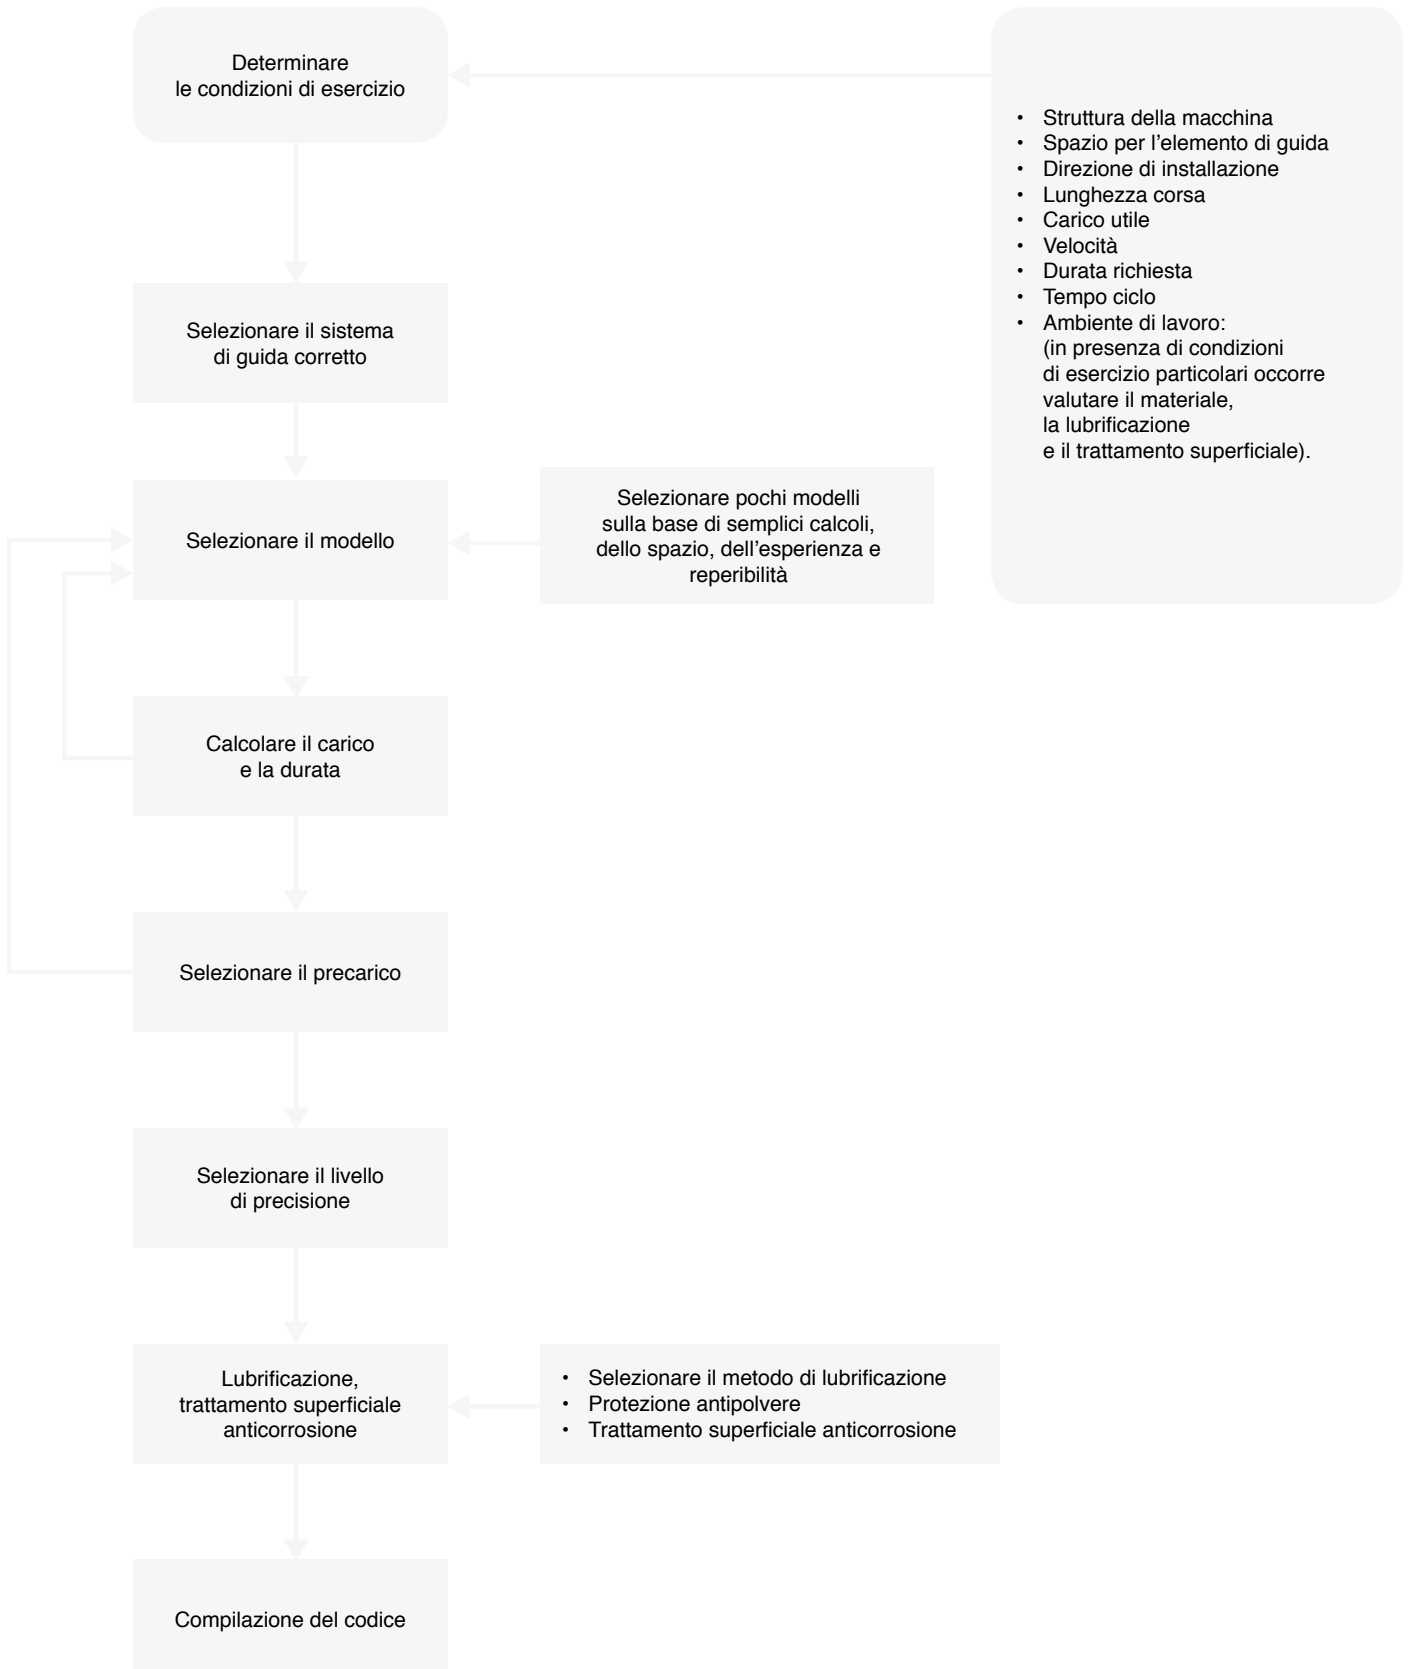 Determinare
le condizioni di esercizio
• Struttura della macchina
• Spazio per l'elemento di guida
• Direzione di installazione
• Lunghezza corsa
• Carico utile
• Velocità
• Durata richiesta
• Tempo ciclo
• Ambiente di lavoro:
(in presenza di condizioni
di esercizio particolari occorre
valutare il materiale,
la lubrificazione
e il trattamento superficiale).
Selezionare il sistema
di guida corretto
Selezionare il modello
Selezionare pochi modelli
sulla base di semplici calcoli,
dello spazio, dell'esperienza e
reperibilità
Calcolare il carico
e la durata
Selezionare il precarico
Selezionare il livello
di precisione
Lubrificazione,
trattamento superficiale
anticorrosione
• Selezionare il metodo di lubrificazione
• Protezione antipolvere
• Trattamento superficiale anticorrosione
Compilazione del codice